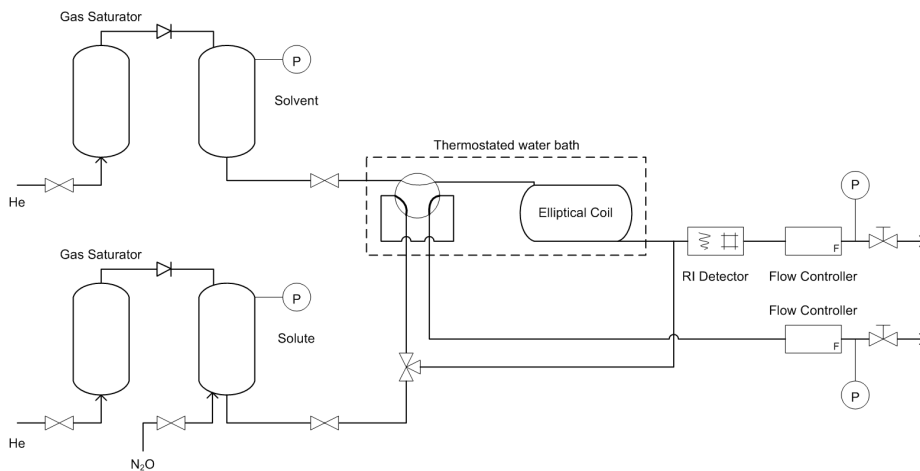 Gas Saturator
P
Solvent
He
Thermostated water bath
Elliptical Coil
P
F
RI Detector
Flow Controller
Gas Saturator
P
Solute
Flow Controller
F
P
He
N₂O